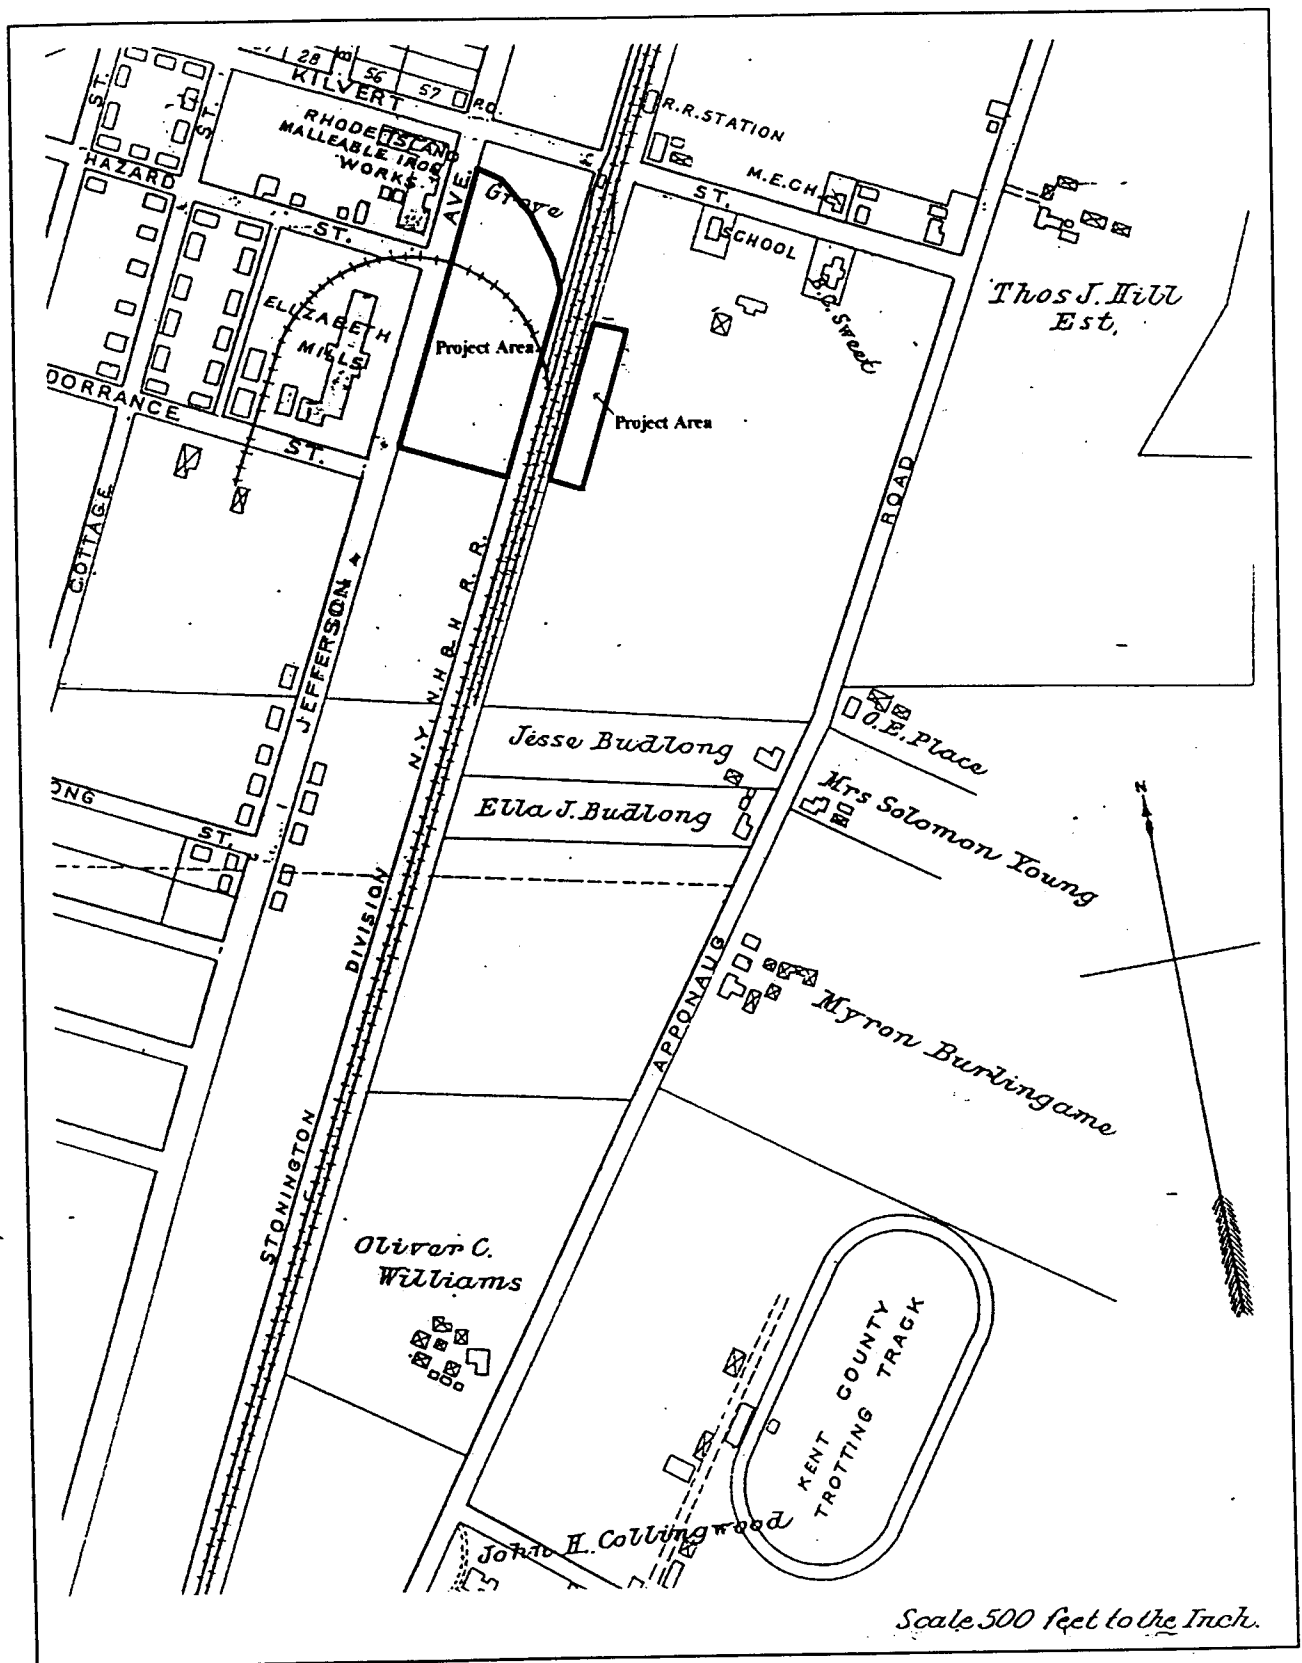 28
B
56
57
KILVERT
P.O.
R.R. STATION
ST.
ST.
RHODE ISLAND
MALLEABLE IRON
WORKS
HAZARD
ST.
AVE.
Grove
M.E.CH.
ST.
SCHOOL
Thos J. Hill
Est.
ELIZABETH
MILLS
Project Area
Project Area
DORRANCE
ST.
ROAD
COTTAGE
JEFFERSON
N.Y. N.H. & H. R. R.
Jesse Budlong
O.E. Place
Ella J. Budlong
Mrs Solomon Young
N
ONG
ST.
DIVISION
APPONAUG
Myron Burlingame
STONINGTON
Oliver C.
Williams
KENT COUNTY
TROTTING TRACK
John H. Collingwood
Scale 500 feet to the Inch.